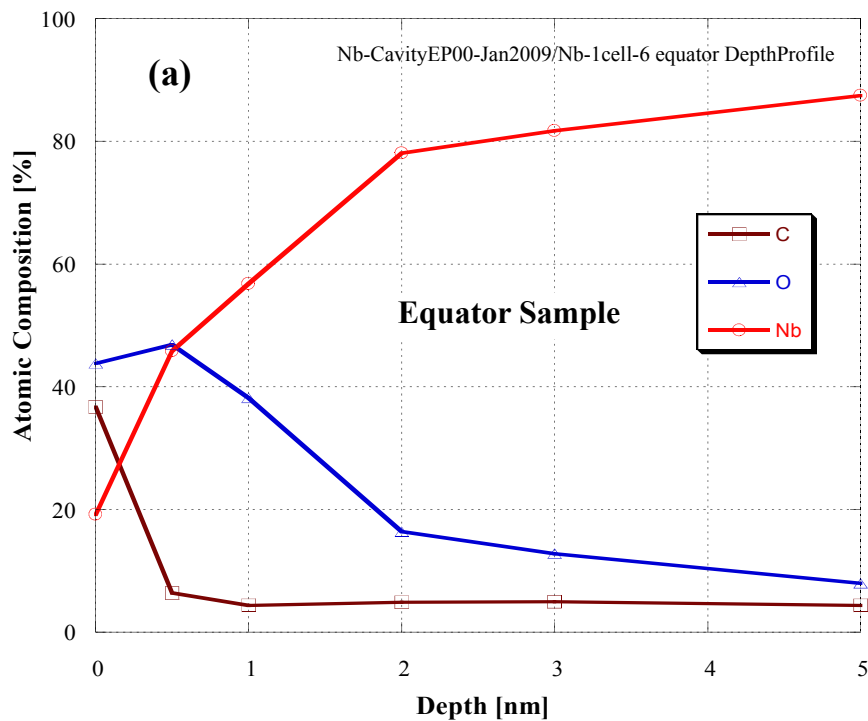 (a)
Nb-CavityEP00-Jan2009/Nb-1cell-6 equator DepthProfile
Atomic Composition [%]
100
80
60
40
20
0
C
O
Nb
Equator Sample
0 1 2 3 4 5
Depth [nm]